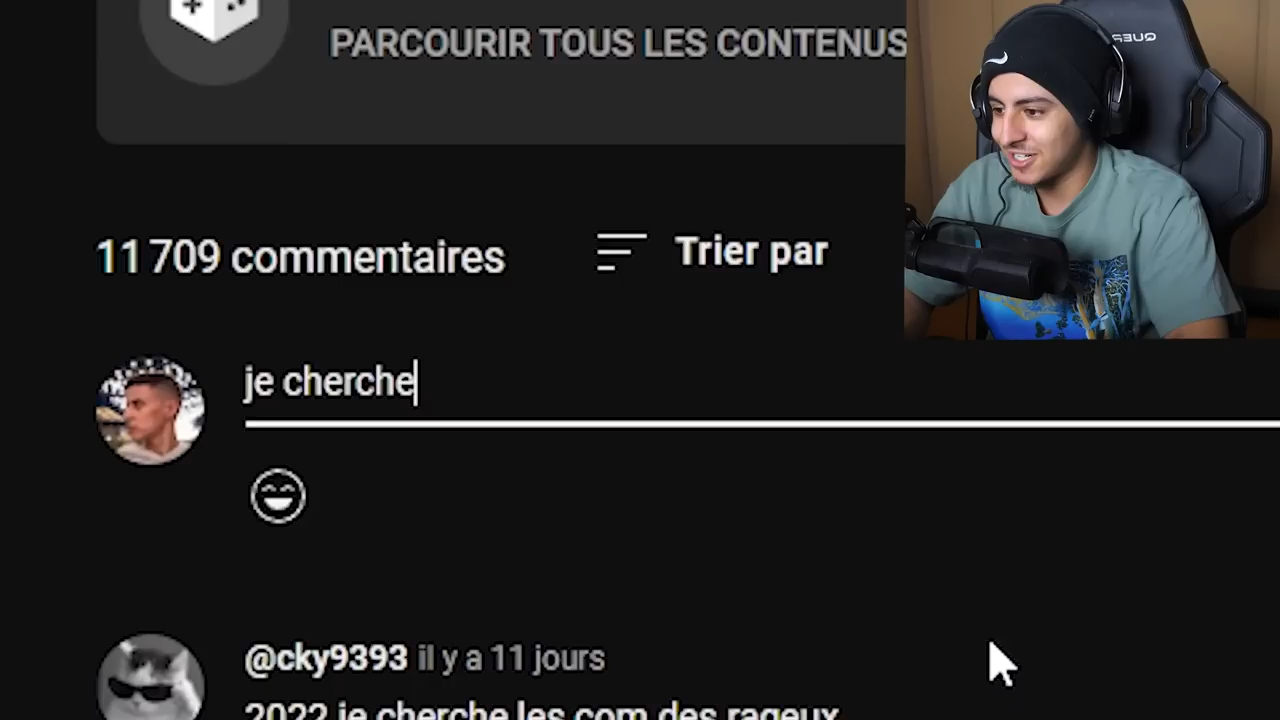 PARCOURIR TOUS LES CONTENUS
11 709 commentaires
Trier par
je cherche
@cky9393 il y a 11 jours
2022 je cherche les com des rageux